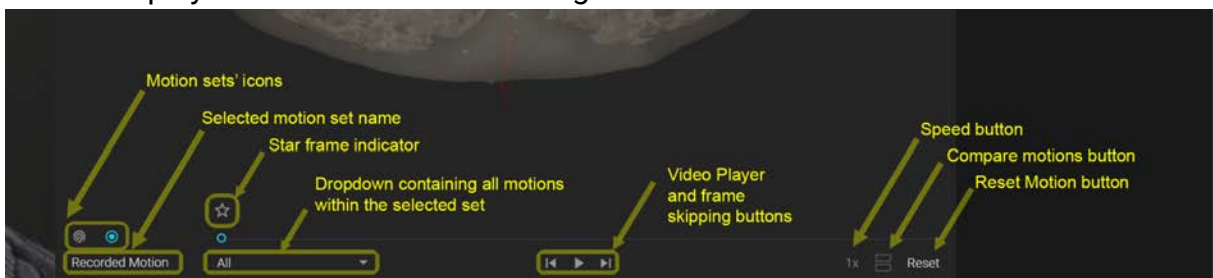 Motion sets' icons
Selected motion set name
Star frame indicator
Dropdown containing all motions
within the selected set
Video Player
and frame
skipping buttons
Speed button
Compare motions button
Reset Motion button
Recorded Motion
All
1x
Reset